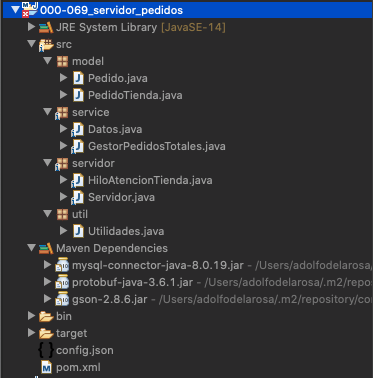 000-069_servidor_pedidos
JRE System Library [JavaSE-14]
src
model
Pedido.java
PedidoTienda.java
service
Datos.java
GestorPedidosTotales.java
servidor
HiloAtencionTienda.java
Servidor.java
util
Utilidades.java
Maven Dependencies
mysql-connector-java-8.0.19.jar - /Users/adolfodelarosa/
protobuf-java-3.6.1.jar - /Users/adolfodelarosa/.m2/repo
gson-2.8.6.jar - /Users/adolfodelarosa/.m2/repository/co
bin
target
config.json
pom.xml